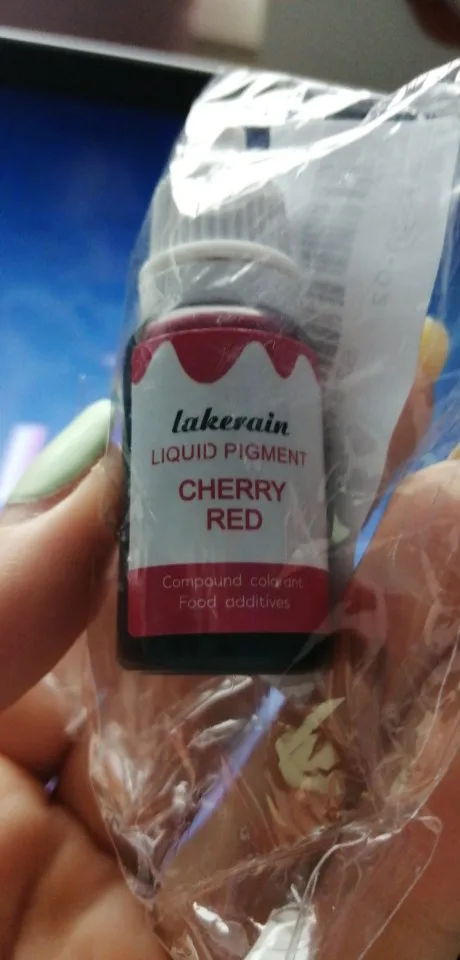 lakerain
LIQUID PIGMENT
CHERRY
RED
Compound colorant
Food additives